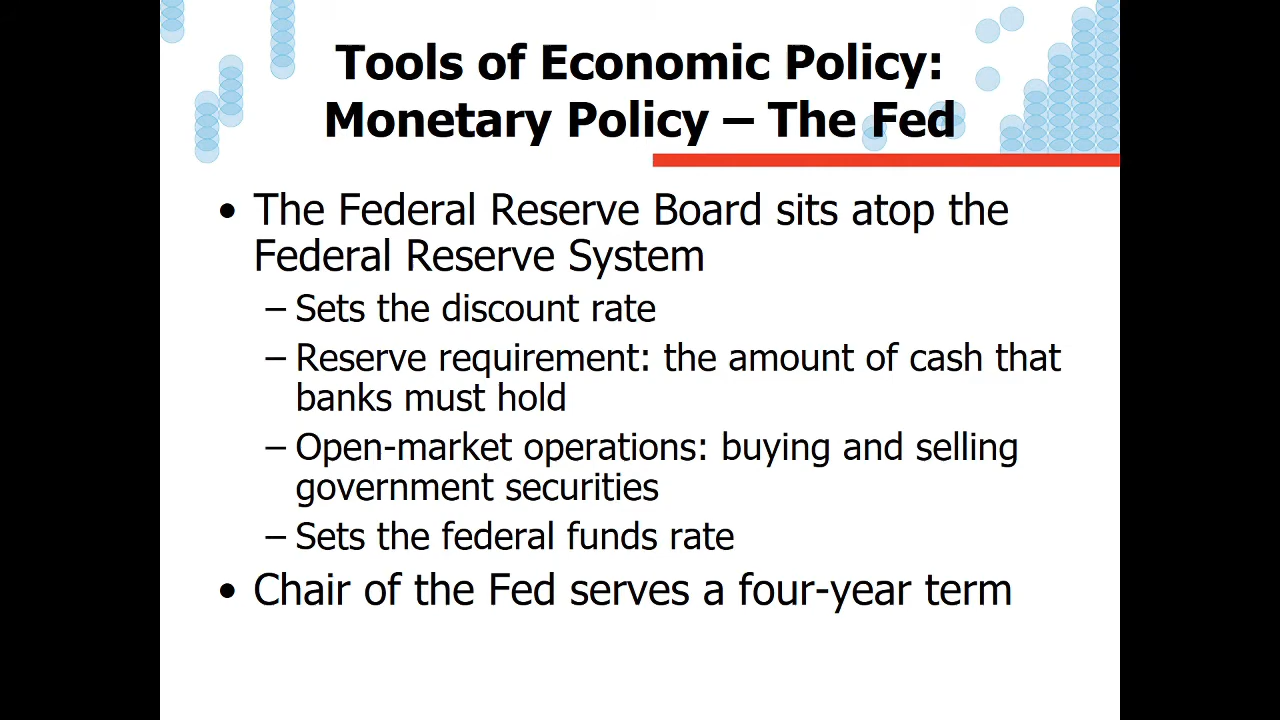 Tools of Economic Policy:
Monetary Policy – The Fed
• The Federal Reserve Board sits atop the
Federal Reserve System
– Sets the discount rate
– Reserve requirement: the amount of cash that
banks must hold
– Open-market operations: buying and selling
government securities
– Sets the federal funds rate
• Chair of the Fed serves a four-year term